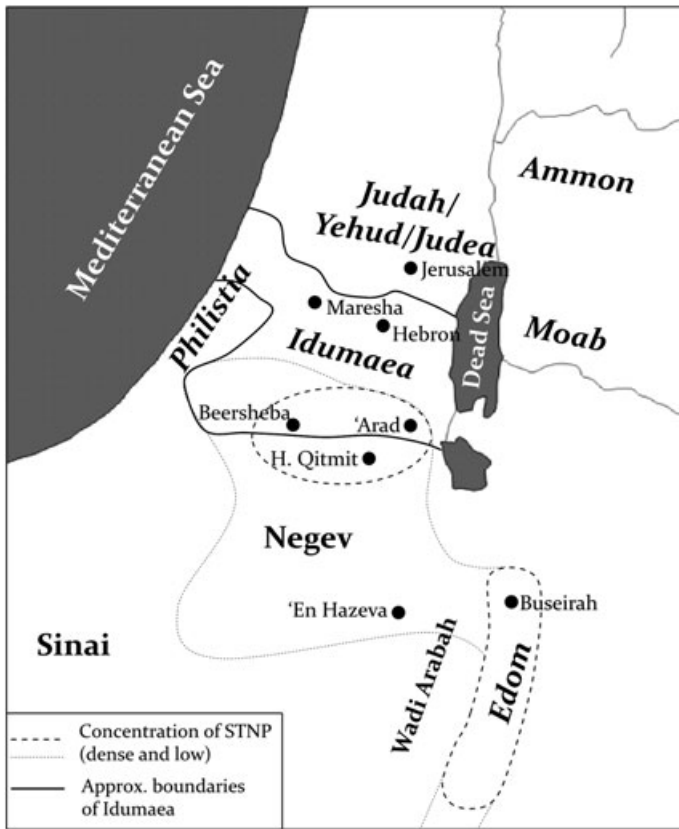 Mediterranean Sea
Ammon
Judah/
Yehud/Judea
Jerusalem
Philistia
Maresha
Hebron
Dead Sea
Moab
Idumaea
Beersheba
‘Arad
H. Qitmit
Negev
‘En Hazeva
Buseirah
Sinai
Wadi Arabah
Edom
Concentration of STNP
(dense and low)
Approx. boundaries
of Idumaea